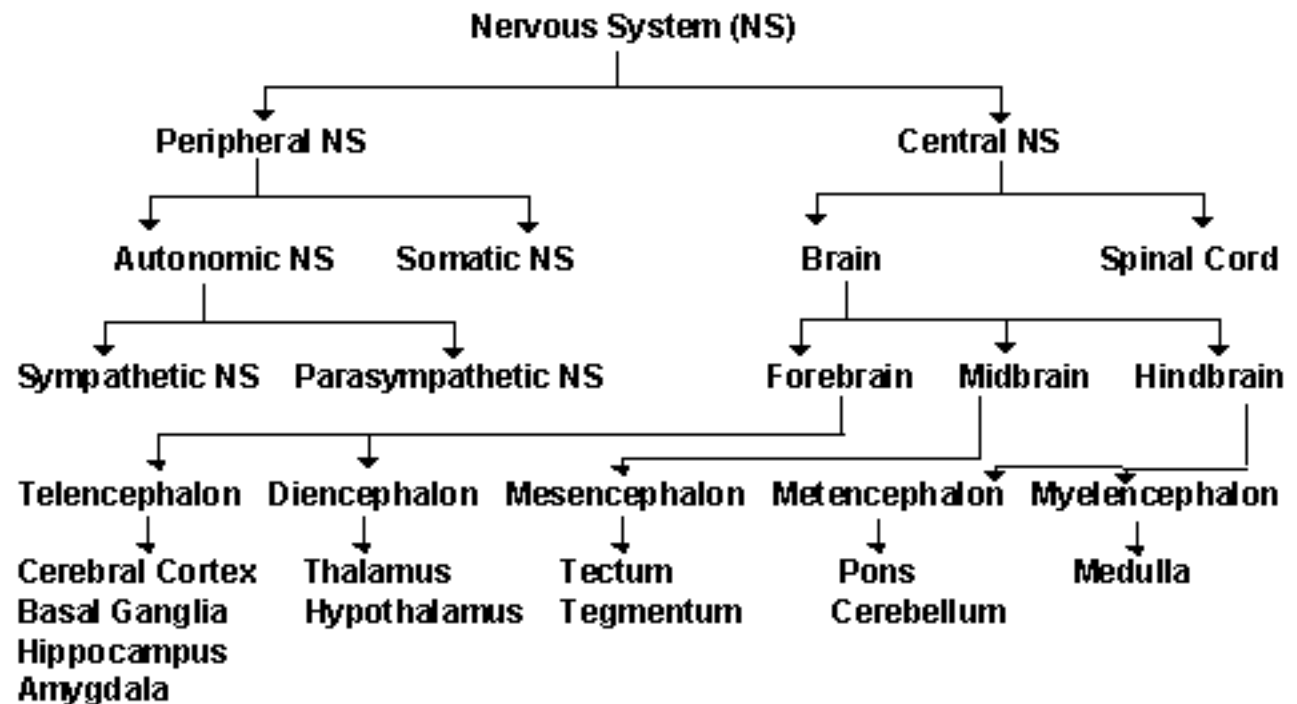 Nervous System (NS)
Peripheral NS Central NS
Autonomic NS Somatic NS Brain Spinal Cord
Sympathetic NS Parasympathetic NS Forebrain Midbrain Hindbrain
Telencephalon Diencephalon Mesencephalon Metencephalon Myelencephalon
Cerebral Cortex Thalamus Tectum Pons Medulla
Basal Ganglia Hypothalamus Tegmentum Cerebellum
Hippocampus
Amygdala